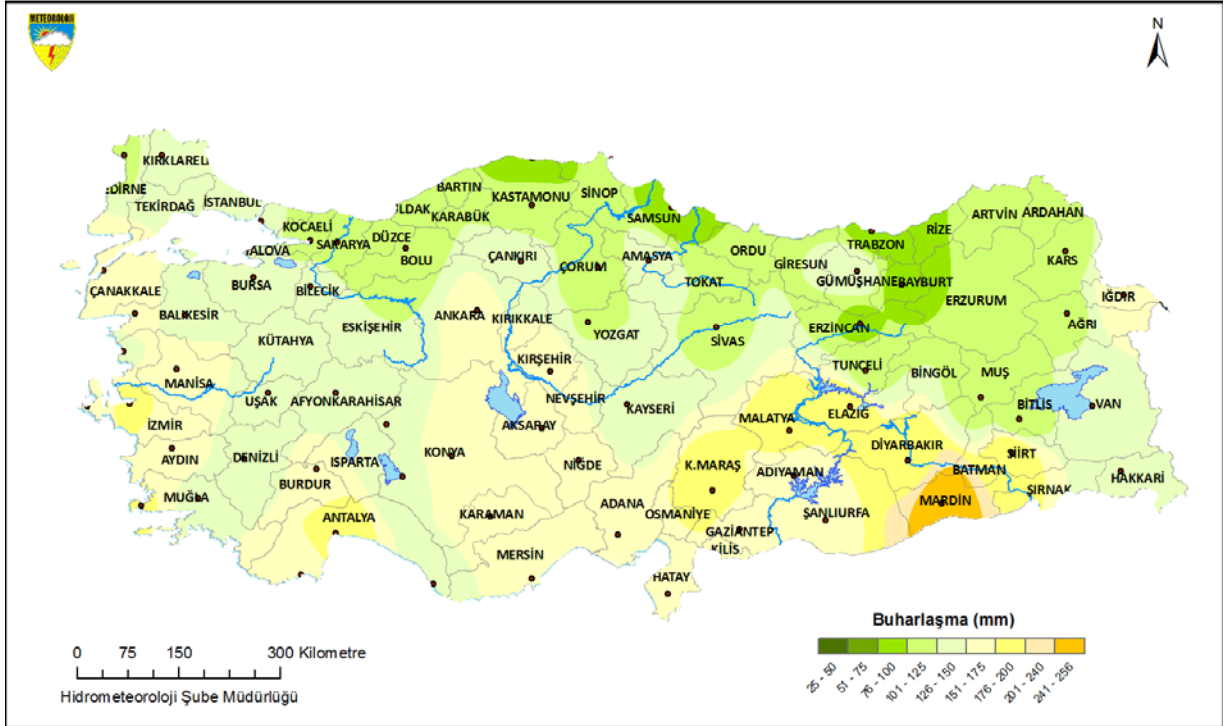 METEOROLOJİ
N
KIRKLARELİ
EDİRNE
TEKİRDAĞ
İSTANBUL
KOCAELİ
YALOVA
SAKARYA
DÜZCE
BOLU
BARTIN
LDAK
KARABÜK
KASTAMONU
SİNOP
SAMSUN
ORDU
GİRESUN
TRABZON
RİZE
ARTVİN
ARDAHAN
KARS
ÇANKIRI
ÇORUM
AMASYA
TOKAT
GÜMÜŞHANE
BAYBURT
ERZURUM
IĞDIR
AĞRI
ÇANAKKALE
BALIKESİR
BURSA
BİLECİK
ESKİŞEHİR
KÜTAHYA
ANKARA
KIRIKKALE
YOZGAT
SİVAS
ERZİNCAN
TUNCELİ
BİNGÖL
MUŞ
BİTLİS
VAN
MANİSA
UŞAK
AFYONKARAHİSAR
KIRŞEHİR
NEVŞEHİR
KAYSERİ
AKSARAY
MALATYA
ELAZIĞ
DİYARBAKIR
BATMAN
SİİRT
ŞIRNAK
HAKKARİ
İZMİR
AYDIN
DENİZLİ
BURDUR
ISPARTA
KONYA
NİĞDE
K.MARAŞ
ADIYAMAN
MARDİN
MUĞLA
ANTALYA
KARAMAN
MERSİN
ADANA
OSMANİYE
GAZİANTEP
KİLİS
ŞANLIURFA
HATAY
Buharlaşma (mm)
25 - 50
51 - 75
76 - 100
101 - 125
126 - 150
151 - 175
176 - 200
201 - 240
241 - 256
0 75 150 300 Kilometre
Hidrometeoroloji Şube Müdürlüğü